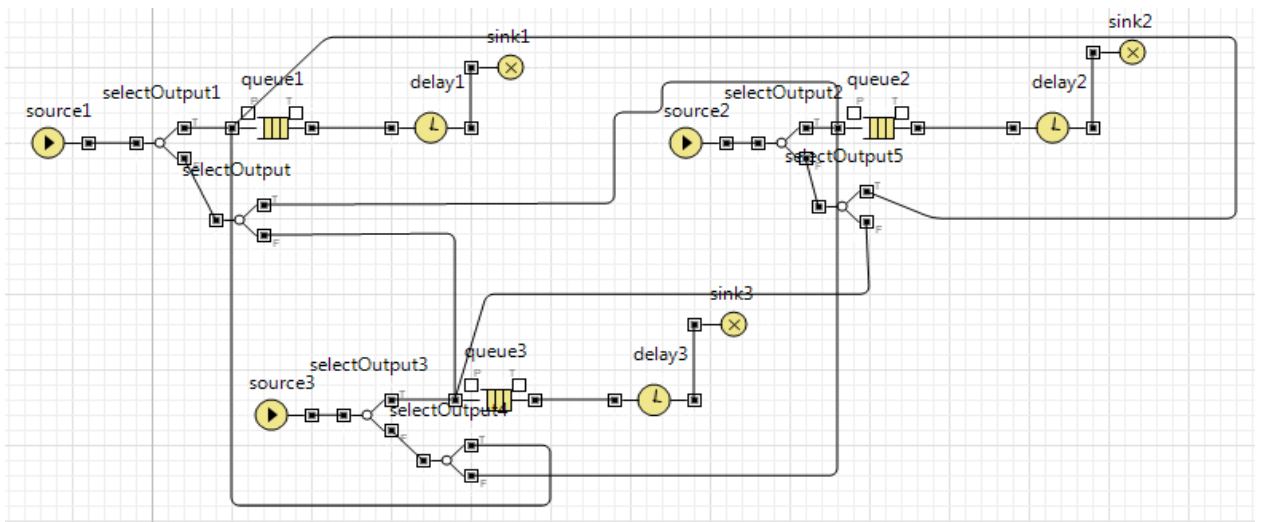 sink1
sink2
queue1
delay1
queue2
delay2
selectOutput1
selectOutput2
source1
source2
P
T
P
T
T
F
T
selectOutput
selectOutput5
T
F
T
F
sink3
queue3
delay3
selectOutput3
source3
P
T
T
selectOutput4
F
T
F